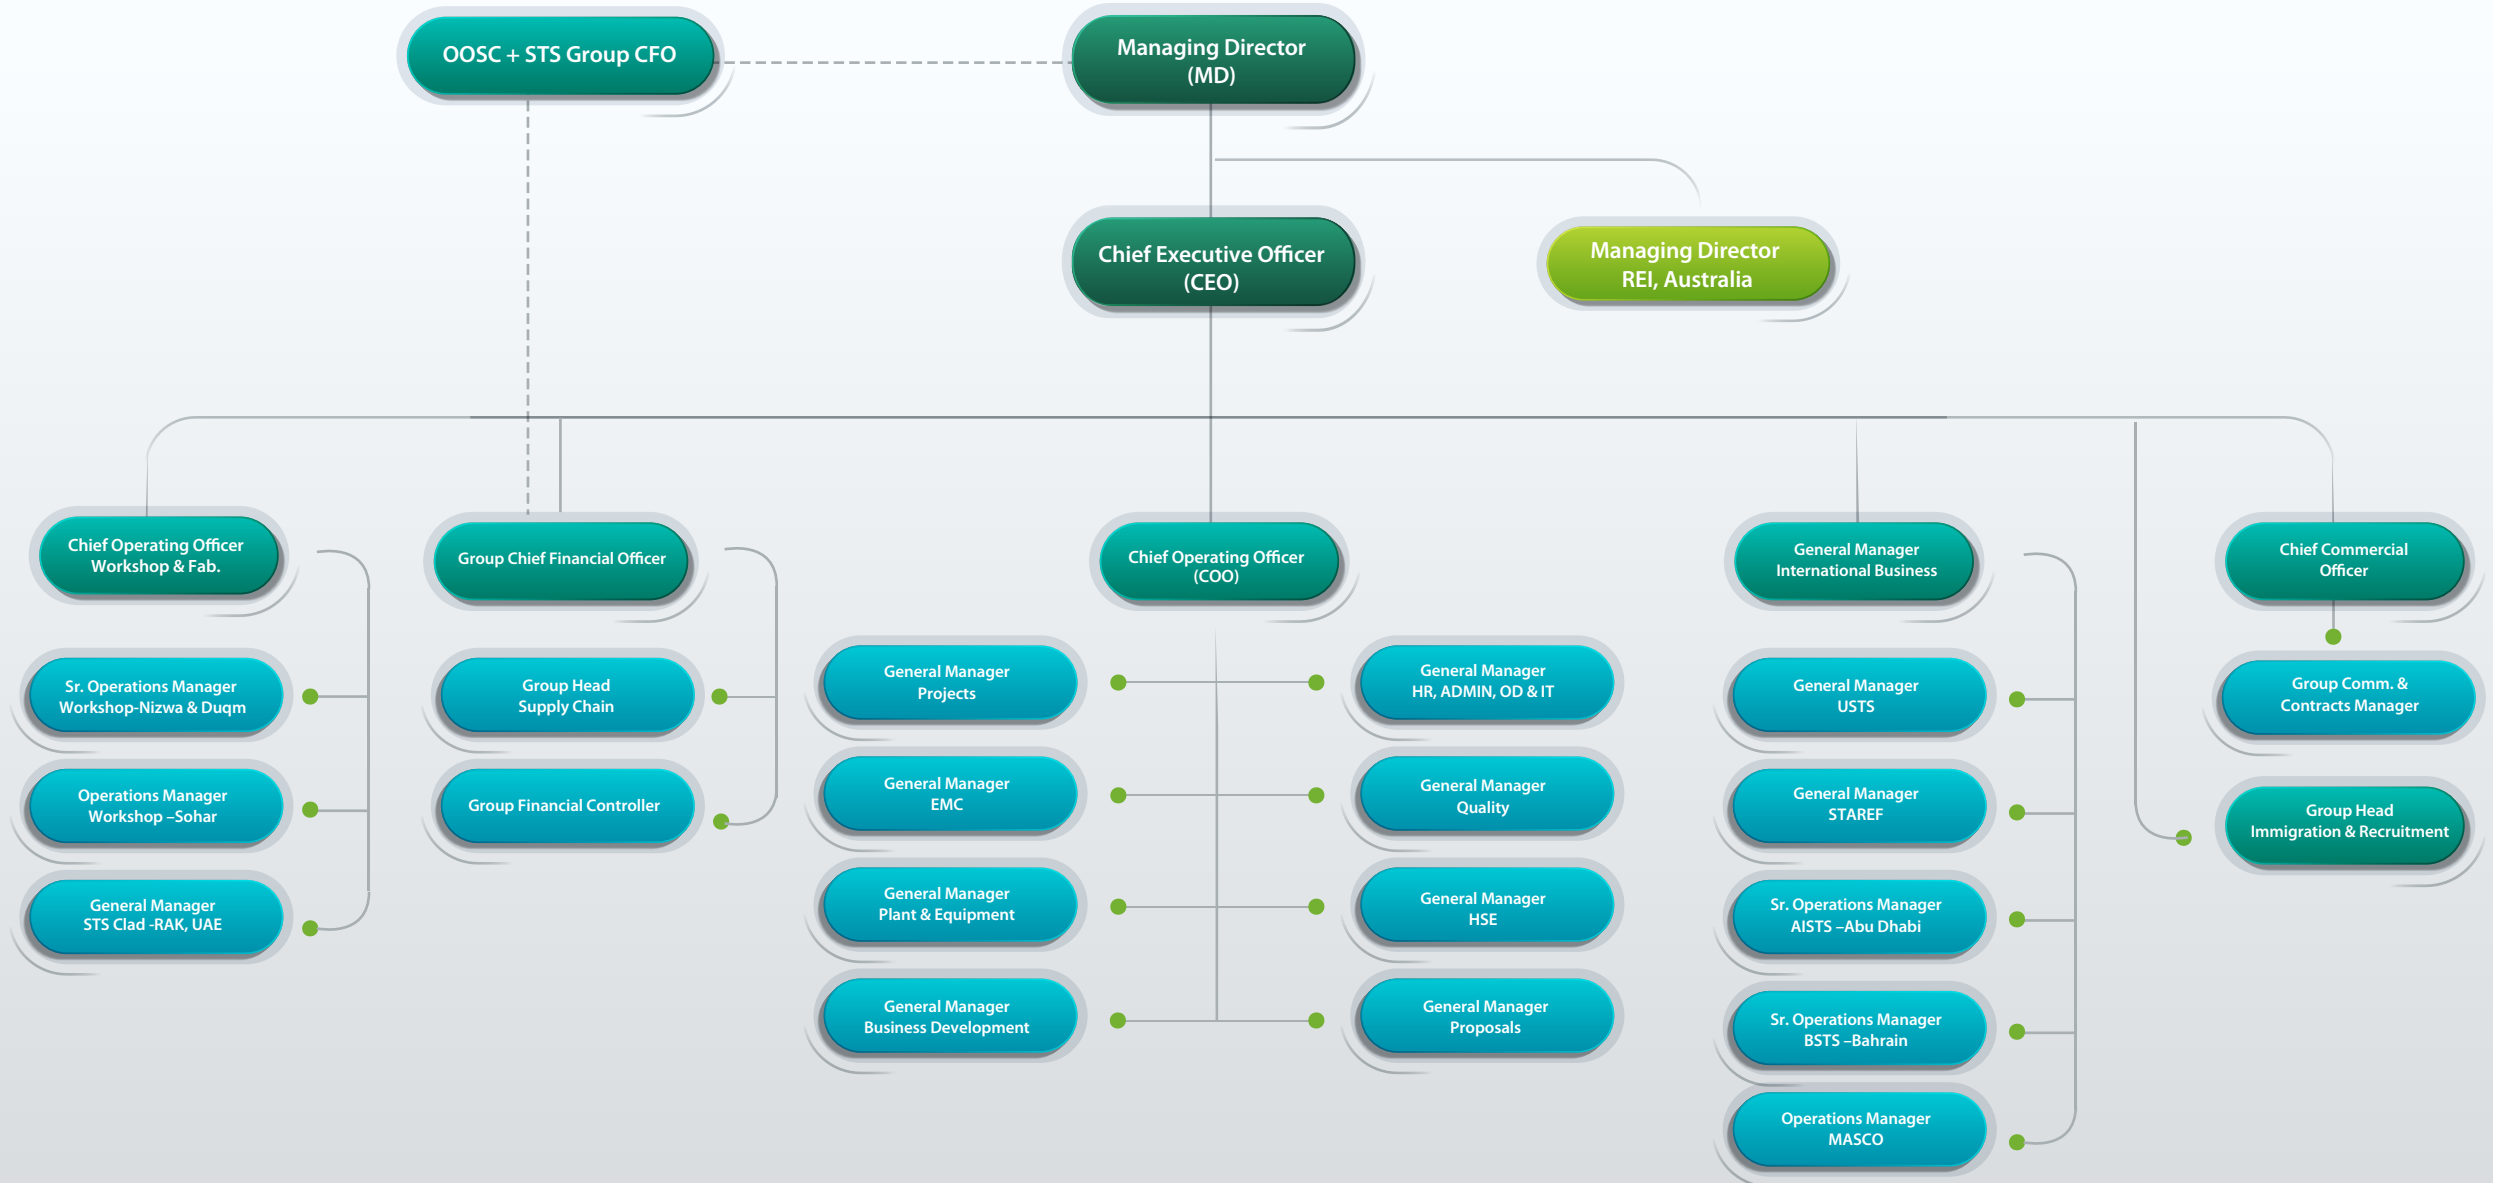 OOSC + STS Group CFO
Managing Director
(MD)
Chief Executive Officer
(CEO)
Managing Director
REI, Australia
Chief Operating Officer
Workshop & Fab.
Group Chief Financial Officer
Chief Operating Officer
(COO)
General Manager
International Business
Chief Commercial
Officer
Sr. Operations Manager
Workshop-Nizwa & Duqm
Operations Manager
Workshop –Sohar
General Manager
STS Clad -RAK, UAE
Group Head
Supply Chain
Group Financial Controller
General Manager
Projects
General Manager
EMC
General Manager
Plant & Equipment
General Manager
Business Development
General Manager
HR, ADMIN, OD & IT
General Manager
Quality
General Manager
HSE
General Manager
Proposals
General Manager
USTS
General Manager
STAREF
Sr. Operations Manager
AISTS –Abu Dhabi
Sr. Operations Manager
BSTS –Bahrain
Operations Manager
MASCO
Group Comm. &
Contracts Manager
Group Head
Immigration & Recruitment